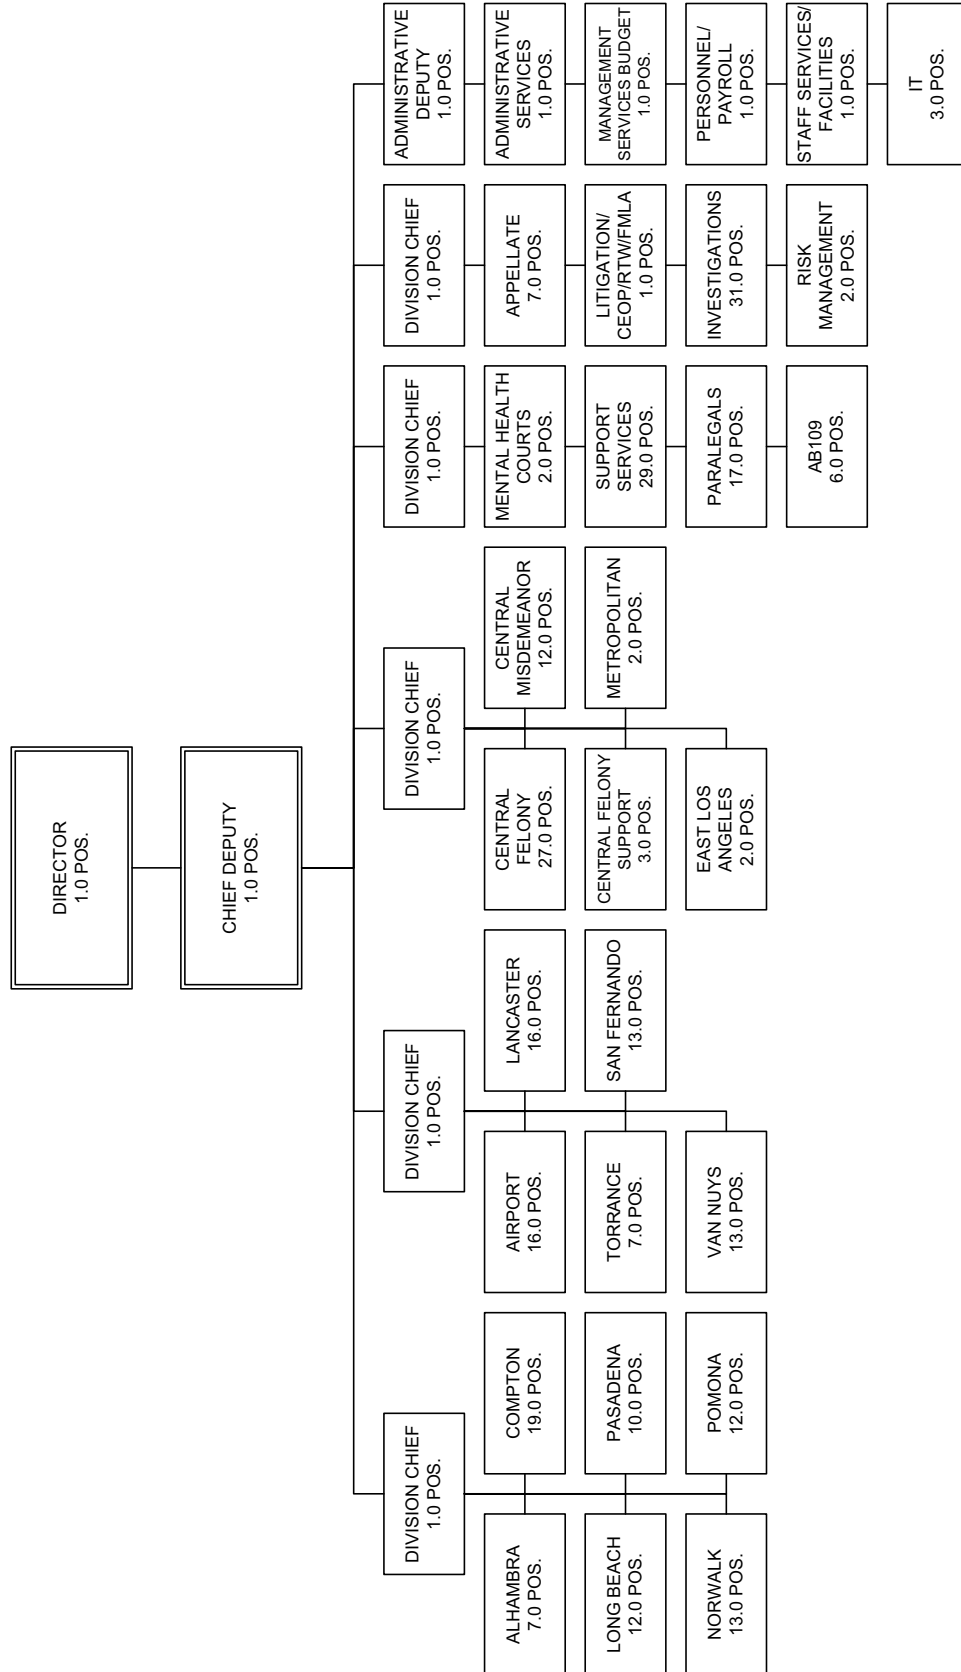 DIRECTOR
1.0 POS.
CHIEF DEPUTY
1.0 POS.
DIVISION CHIEF
1.0 POS.
ALHAMBRA
7.0 POS.
COMPTON
19.0 POS.
LONG BEACH
12.0 POS.
PASADENA
10.0 POS.
NORWALK
13.0 POS.
POMONA
12.0 POS.
DIVISION CHIEF
1.0 POS.
AIRPORT
16.0 POS.
LANCASTER
16.0 POS.
TORRANCE
7.0 POS.
SAN FERNANDO
13.0 POS.
VAN NUYS
13.0 POS.
DIVISION CHIEF
1.0 POS.
CENTRAL
FELONY
27.0 POS.
CENTRAL
MISDEMEANOR
12.0 POS.
CENTRAL FELONY
SUPPORT
3.0 POS.
METROPOLITAN
2.0 POS.
EAST LOS
ANGELES
2.0 POS.
DIVISION CHIEF
1.0 POS.
MENTAL HEALTH
COURTS
2.0 POS.
SUPPORT
SERVICES
29.0 POS.
PARALEGALS
17.0 POS.
AB109
6.0 POS.
DIVISION CHIEF
1.0 POS.
APPELLATE
7.0 POS.
LITIGATION/
CEOP/RTW/FMLA
1.0 POS.
INVESTIGATIONS
31.0 POS.
RISK
MANAGEMENT
2.0 POS.
ADMINISTRATIVE
DEPUTY
1.0 POS.
ADMINISTRATIVE
SERVICES
1.0 POS.
MANAGEMENT
SERVICES BUDGET
1.0 POS.
PERSONNEL/
PAYROLL
1.0 POS.
STAFF SERVICES/
FACILITIES
1.0 POS.
IT
3.0 POS.